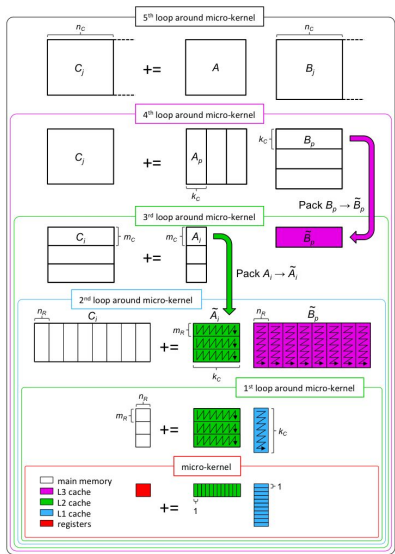 5th loop around micro-kernel
nC nC
Cj += A Bj
4th loop around micro-kernel
Cj += Ap kC Bp
kC
Pack Bp → B̃p
3rd loop around micro-kernel
Ci mC += Ai mC B̃p
Pack Ai → Ãi
2nd loop around micro-kernel
nR Ci Ãi nR B̃p
+= mR
kC
1st loop around micro-kernel
nR
mR += kC
micro-kernel
main memory
L3 cache
L2 cache
L1 cache
registers
+=
1
1